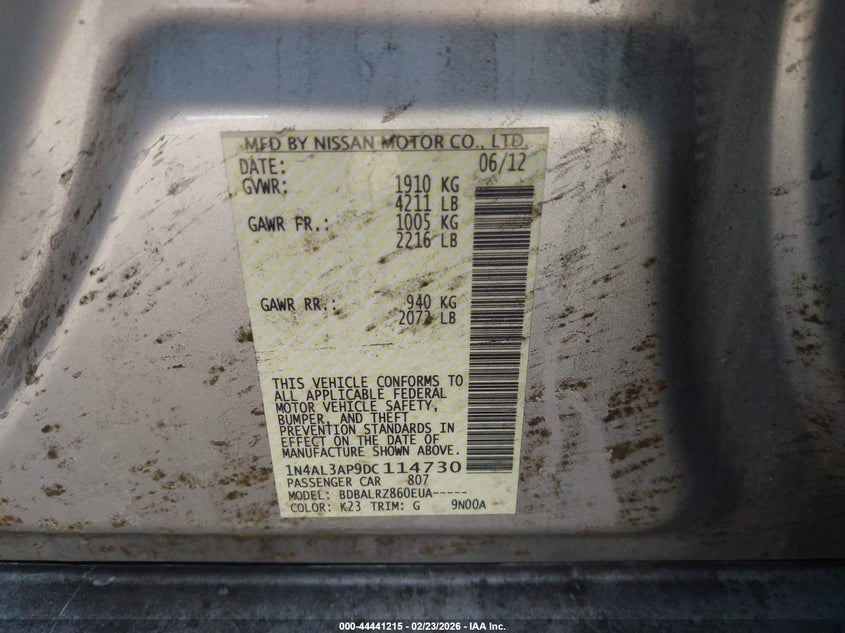 MFD BY NISSAN MOTOR CO., LTD.
DATE: 06/12
GVWR: 1910 KG
4211 LB
GAWR FR.: 1005 KG
2216 LB
GAWR RR.: 940 KG
2072 LB
THIS VEHICLE CONFORMS TO
ALL APPLICABLE FEDERAL
MOTOR VEHICLE SAFETY,
BUMPER, AND THEFT
PREVENTION STANDARDS IN
EFFECT ON THE DATE OF
MANUFACTURE SHOWN ABOVE.
1N4AL3AP9DC114730
PASSENGER CAR 807
MODEL: BDBALRZ860EUA-----
COLOR: K23 TRIM: G 9N00A
000-44441215 - 02/23/2026 - IAA Inc.